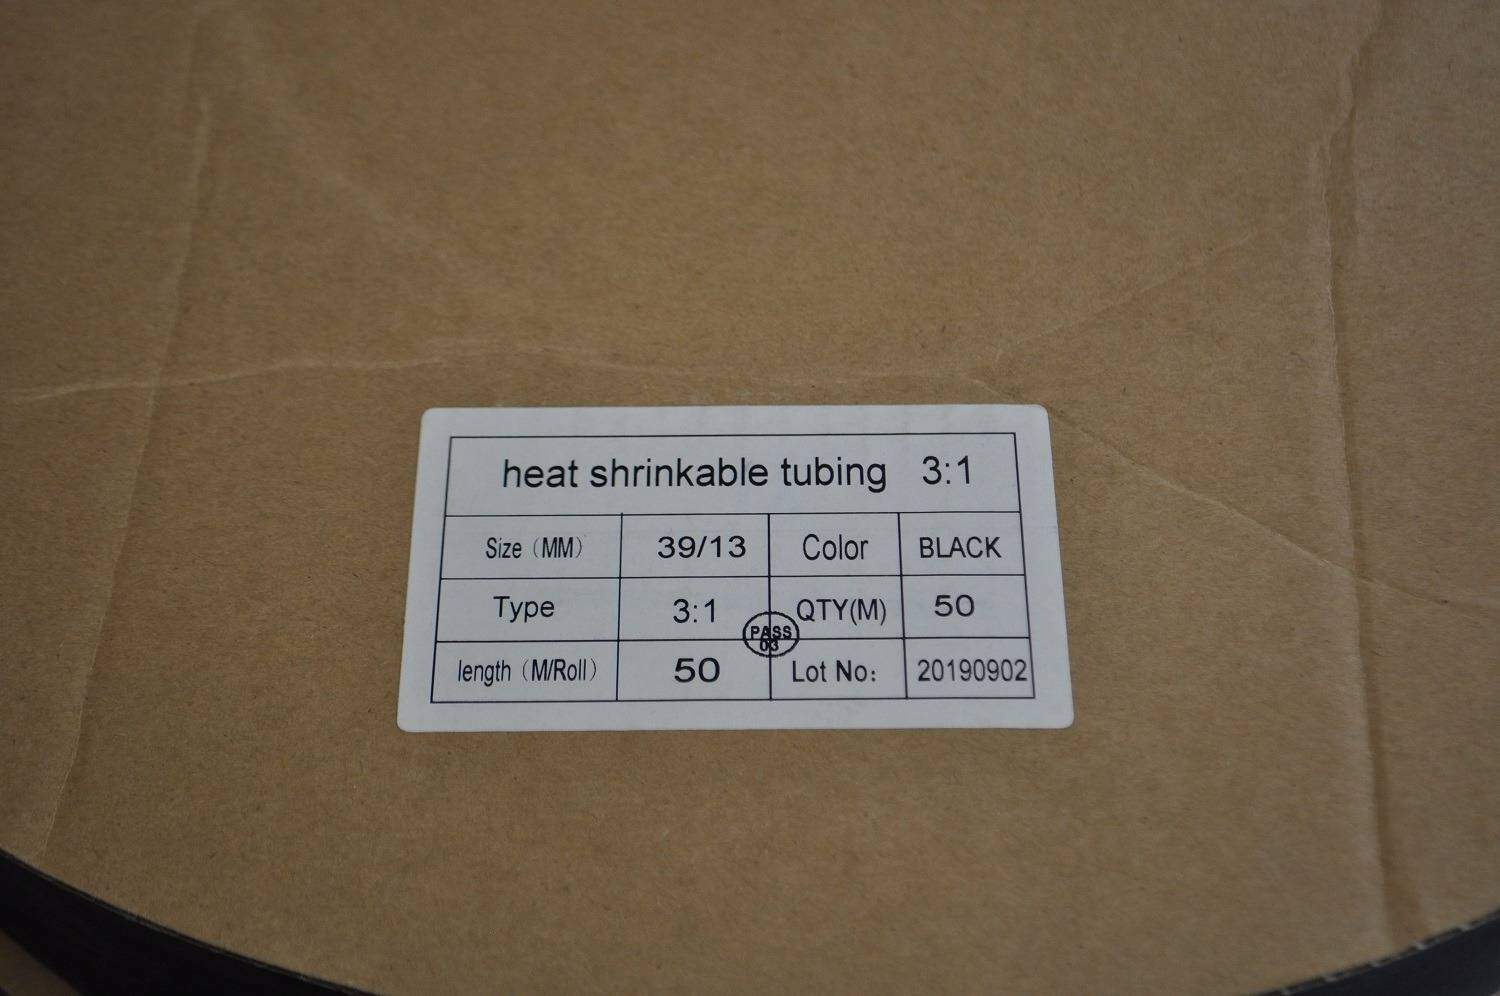 heat shrinkable tubing 3:1
Size（MM） 39/13 Color BLACK
Type 3:1 QTY(M) 50
PASS
03
length（M/Roll） 50 Lot No： 20190902